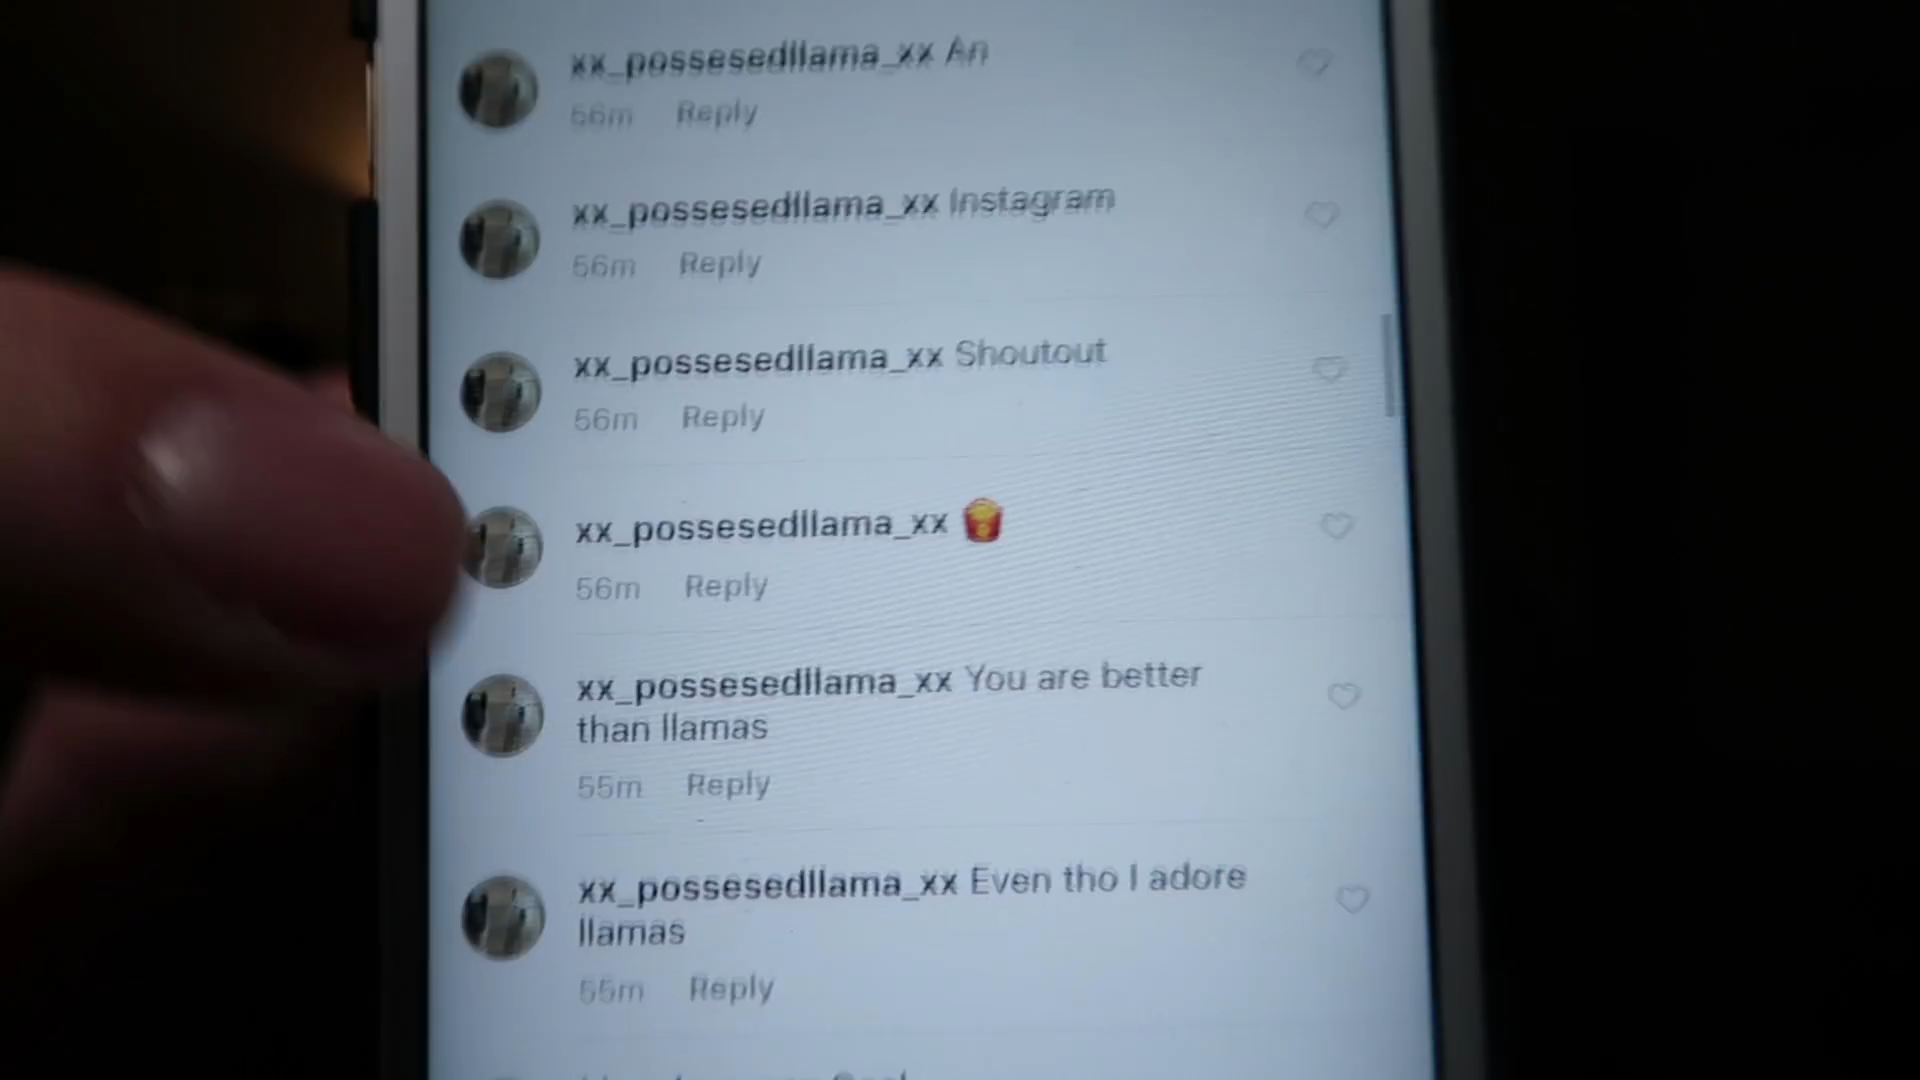 xx_possesedllama_xx An
56m Reply
xx_possesedllama_xx Instagram
56m Reply
xx_possesedllama_xx Shoutout
56m Reply
xx_possesedllama_xx 🍟
56m Reply
xx_possesedllama_xx You are better
than llamas
55m Reply
xx_possesedllama_xx Even tho I adore
llamas
55m Reply